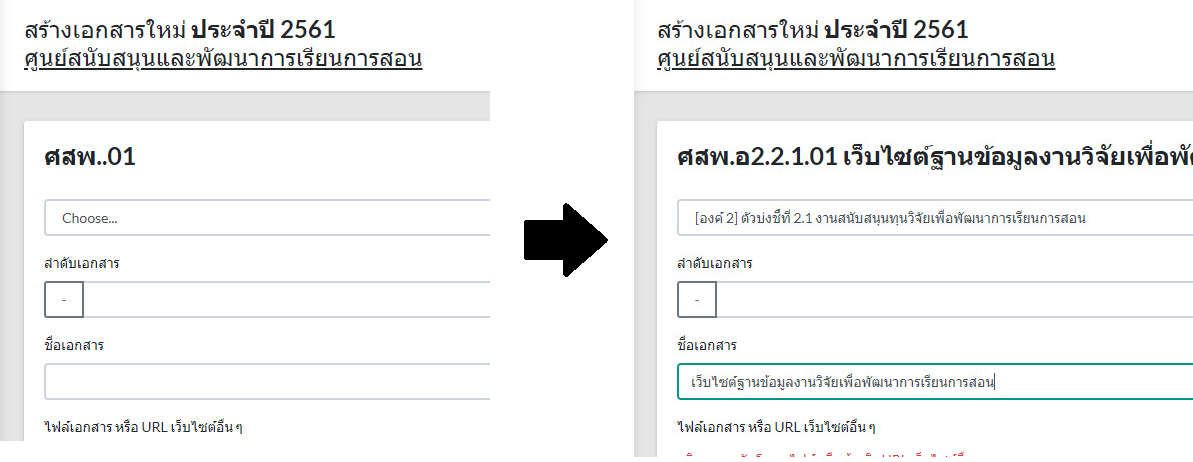 สร้างเอกสารใหม่ ประจำปี 2561
ศูนย์สนับสนุนและพัฒนาการเรียนการสอน
ศสพ..01
Choose...
ลำดับเอกสาร
-
ชื่อเอกสาร
ไฟล์เอกสาร หรือ URL เว็บไซต์อื่น ๆ
สร้างเอกสารใหม่ ประจำปี 2561
ศูนย์สนับสนุนและพัฒนาการเรียนการสอน
ศสพ.อ2.2.1.01 เว็บไซต์ฐานข้อมูลงานวิจัยเพื่อพั
[องค์ 2] ตัวบ่งชี้ที่ 2.1 งานสนับสนุนทุนวิจัยเพื่อพัฒนาการเรียนการสอน
ลำดับเอกสาร
-
ชื่อเอกสาร
เว็บไซต์ฐานข้อมูลงานวิจัยเพื่อพัฒนาการเรียนการสอน
ไฟล์เอกสาร หรือ URL เว็บไซต์อื่น ๆ